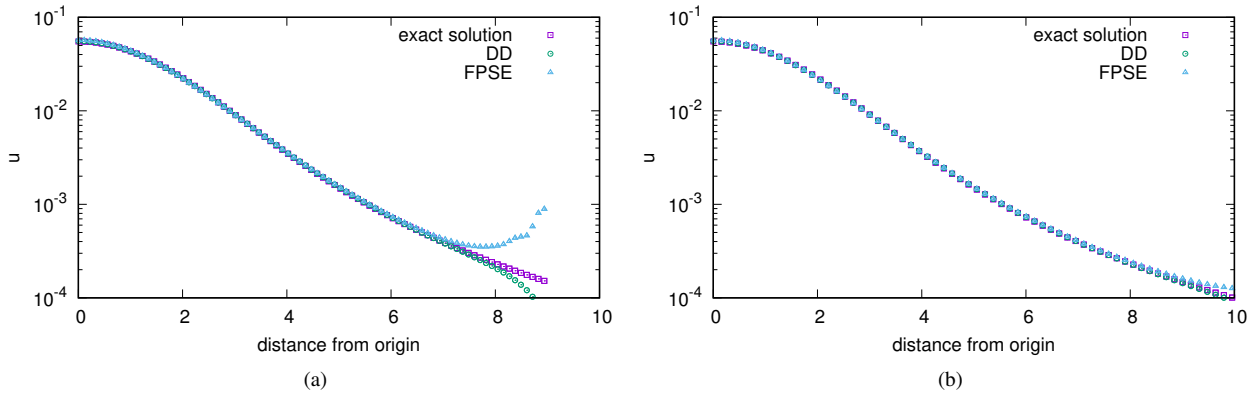 10⁻¹
10⁻²
10⁻³
10⁻⁴
u
exact solution
DD
FPSE
0 2 4 6 8 10
distance from origin
(a)
10⁻¹
10⁻²
10⁻³
10⁻⁴
u
exact solution
DD
FPSE
0 2 4 6 8 10
distance from origin
(b)